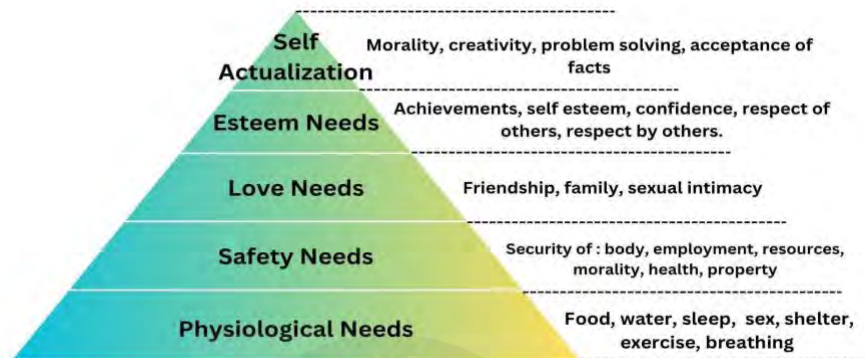 Self
Actualization
Morality, creativity, problem solving, acceptance of
facts
Esteem Needs
Achievements, self esteem, confidence, respect of
others, respect by others.
Love Needs
Friendship, family, sexual intimacy
Safety Needs
Security of : body, employment, resources,
morality, health, property
Physiological Needs
Food, water, sleep, sex, shelter,
exercise, breathing